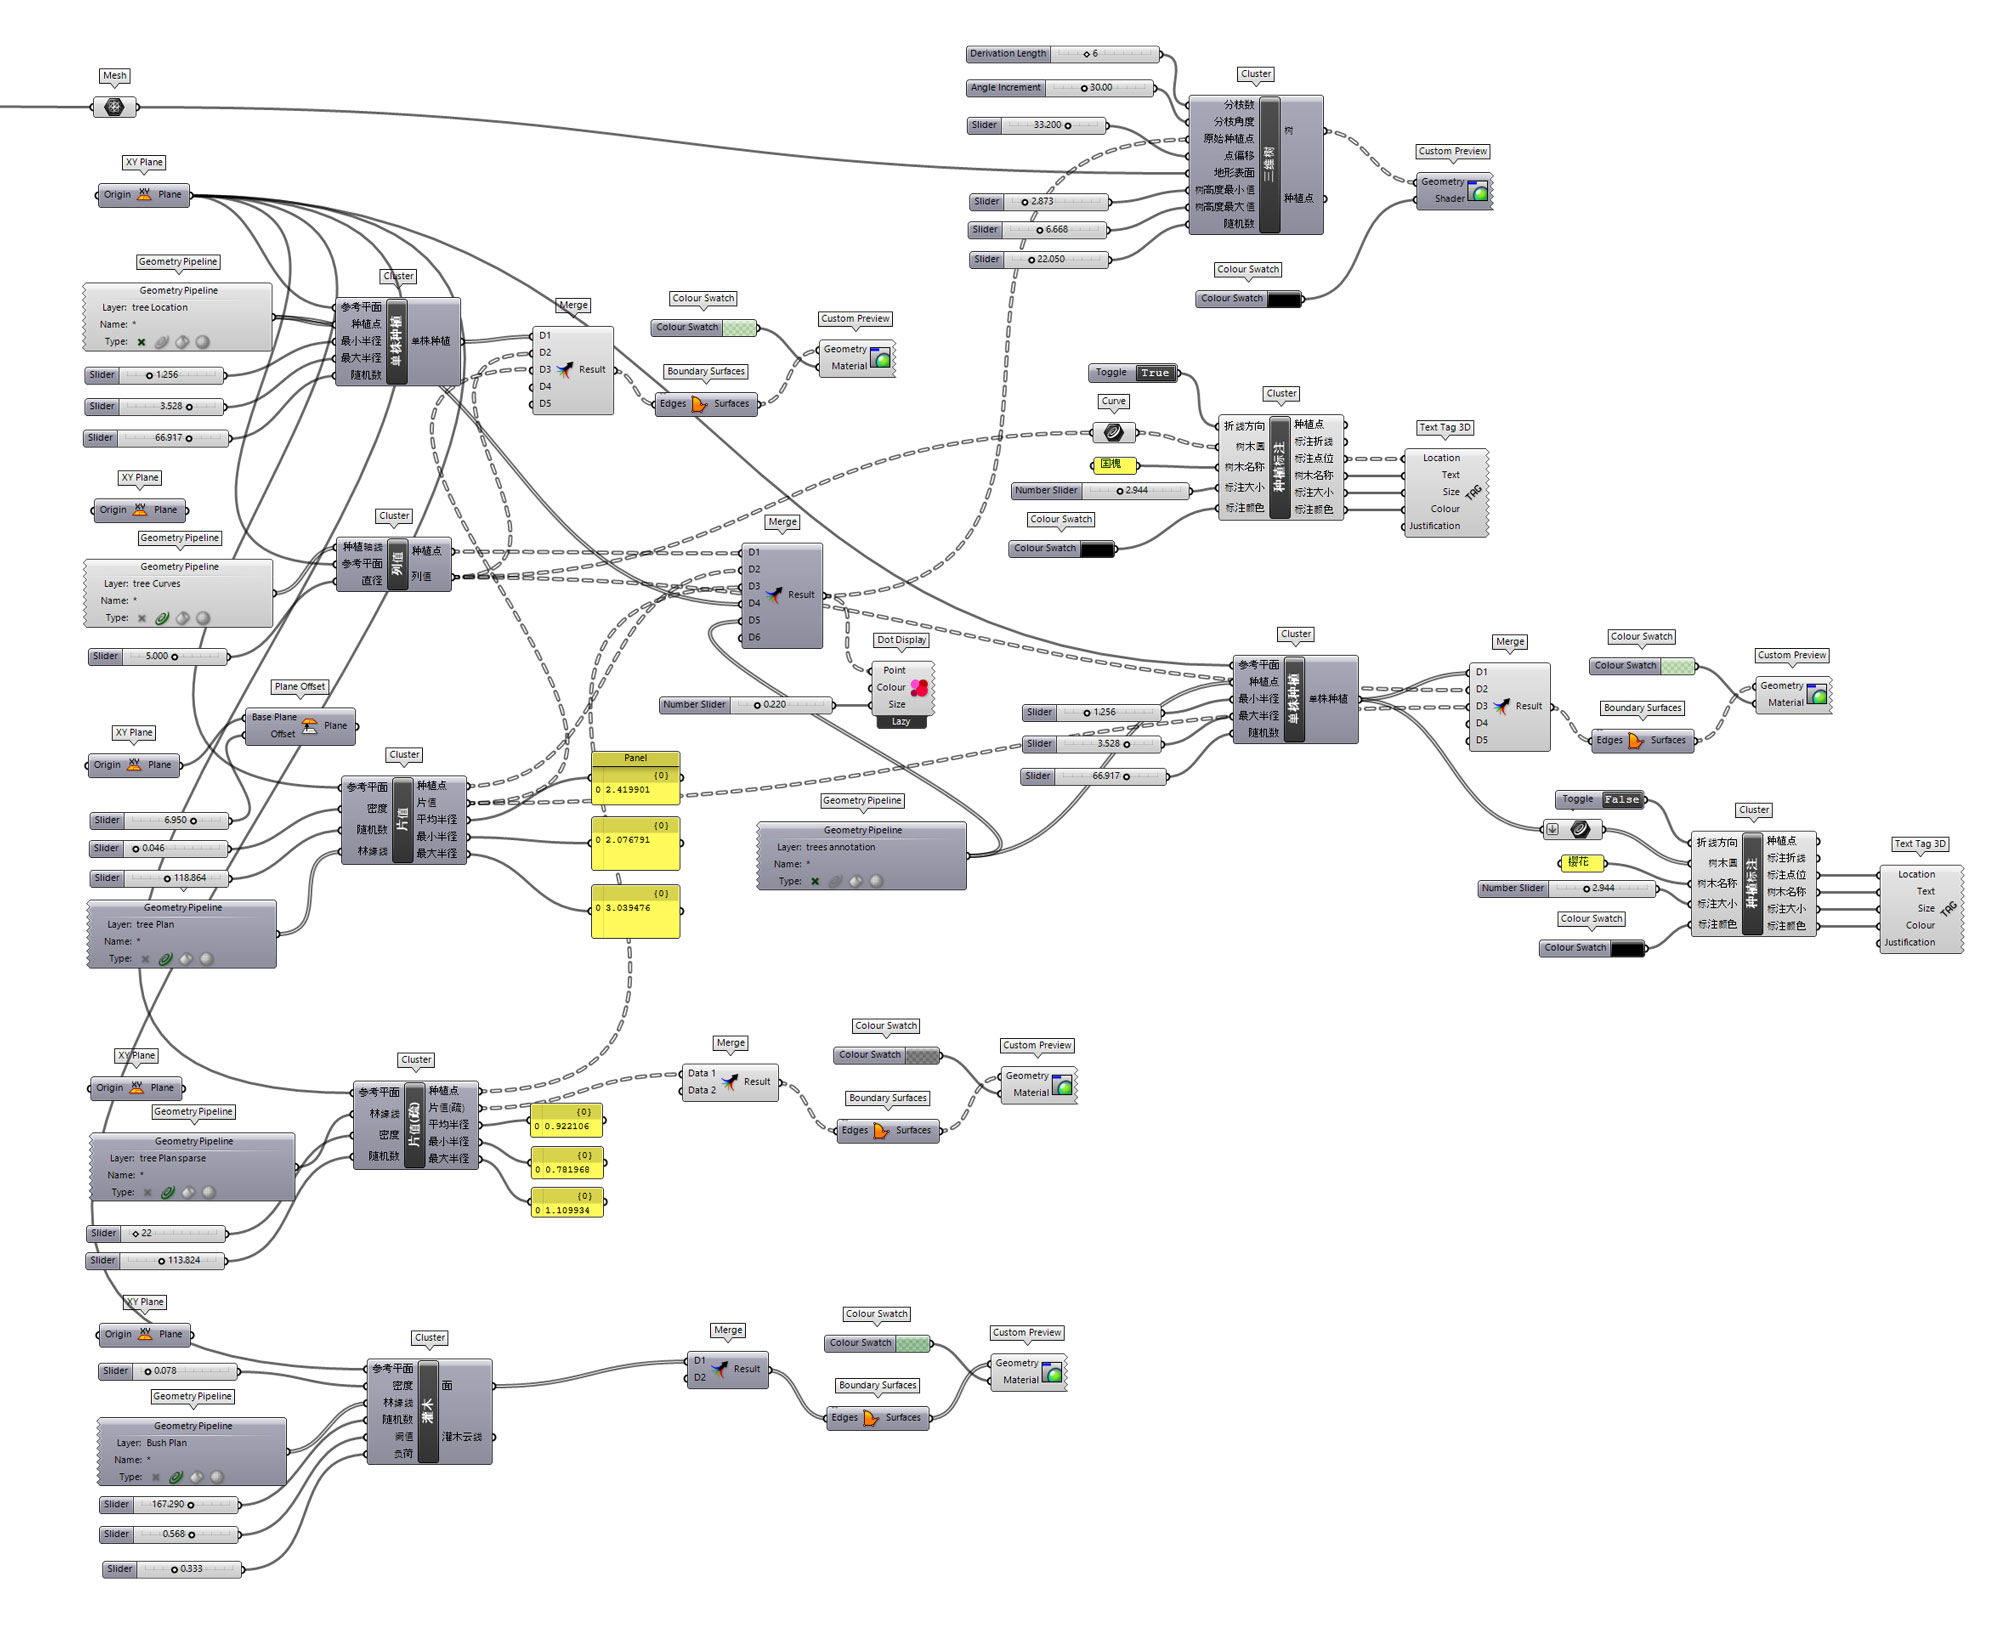 Mesh
XY Plane
Origin XY Plane
Geometry Pipeline
Geometry Pipeline
Layer: tree Location
Name: *
Type:
Slider 1.256
Slider 3.528
Slider 66.917
Cluster
参考平面
种植点
最小半径
最大半径
随机数
单株种植
单株种植
Merge
D1
D2
D3
D4
D5
Result
Colour Swatch
Colour Swatch
Boundary Surfaces
Edges Surfaces
Custom Preview
Geometry
Material
Derivation Length 6
Angle Increment 30.00
Slider 33.200
Slider 2.873
Slider 6.668
Slider 22.050
Cluster
分枝数
分枝角度
原始种植点
点偏移
地形表面
树高度最小值
树高度最大值
随机数
三维树
树
种植点
Colour Swatch
Colour Swatch
Custom Preview
Geometry
Shader
XY Plane
Origin XY Plane
Geometry Pipeline
Geometry Pipeline
Layer: tree Curves
Name: *
Type:
Slider 5.000
Cluster
种植轴线
参考平面
直径
列值
种植点
列值
Merge
D1
D2
D3
D4
D5
D6
Result
Dot Display
Point
Colour
Size
Lazy
Number Slider 0.220
Toggle True
Curve
国槐
Number Slider 2.944
Colour Swatch
Colour Swatch
Cluster
折线方向
树木圆
树木名称
标注大小
标注颜色
种植标注
种植点
标注折线
标注点位
树木名称
标注大小
标注颜色
Text Tag 3D
Location
Text
Size
Colour
Justification
TAG
Plane Offset
Base Plane
Offset
Plane
XY Plane
Origin XY Plane
Slider 6.950
Slider 0.046
Slider 118.864
Geometry Pipeline
Layer: tree Plan
Name: *
Type:
Cluster
参考平面
密度
随机数
林缘线
片值
种植点
片值
平均半径
最小半径
最大半径
Panel
{0}
0 2.419901
{0}
0 2.076791
{0}
0 3.039476
Geometry Pipeline
Geometry Pipeline
Layer: trees annotation
Name: *
Type:
Slider 1.256
Slider 3.528
Slider 66.917
Cluster
参考平面
种植点
最小半径
最大半径
随机数
单株种植
单株种植
Merge
D1
D2
D3
D4
D5
Result
Colour Swatch
Colour Swatch
Boundary Surfaces
Edges Surfaces
Custom Preview
Geometry
Material
Toggle False
樱花
Number Slider 2.944
Colour Swatch
Colour Swatch
Cluster
折线方向
树木圆
树木名称
标注大小
标注颜色
种植标注
种植点
标注折线
标注点位
树木名称
标注大小
标注颜色
Text Tag 3D
Location
Text
Size
Colour
Justification
TAG
XY Plane
Origin XY Plane
Geometry Pipeline
Geometry Pipeline
Layer: tree Plan sparse
Name: *
Type:
Slider 22
Slider 113.824
Cluster
参考平面
林缘线
密度
随机数
片值(疏)
种植点
片值(疏)
平均半径
最小半径
最大半径
{0}
0 0.922106
{0}
0 0.781968
{0}
0 1.109934
Merge
Data 1
Data 2
Result
Colour Swatch
Colour Swatch
Boundary Surfaces
Edges Surfaces
Custom Preview
Geometry
Material
XY Plane
Origin XY Plane
Slider 0.078
Geometry Pipeline
Geometry Pipeline
Layer: Bush Plan
Name: *
Type:
Slider 167.290
Slider 0.568
Slider 0.333
Cluster
参考平面
密度
林缘线
随机数
阈值
负荷
灌木
面
灌木云线
Merge
D1
D2
Result
Colour Swatch
Colour Swatch
Boundary Surfaces
Edges Surfaces
Custom Preview
Geometry
Material